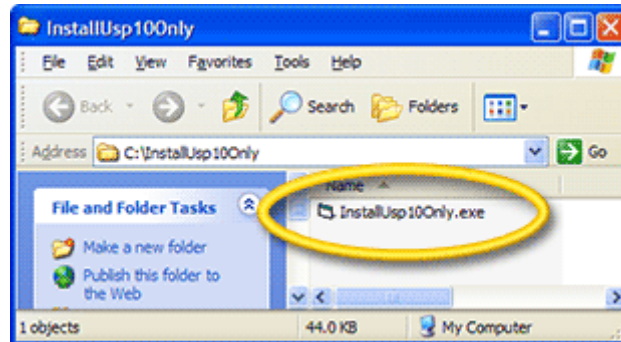 InstallUsp10Only
File Edit View Favorites Tools Help
Back Search Folders
Address C:\InstallUsp10Only Go
Name
File and Folder Tasks
InstallUsp10Only.exe
Make a new folder
Publish this folder to
the Web
1 objects 44.0 KB My Computer